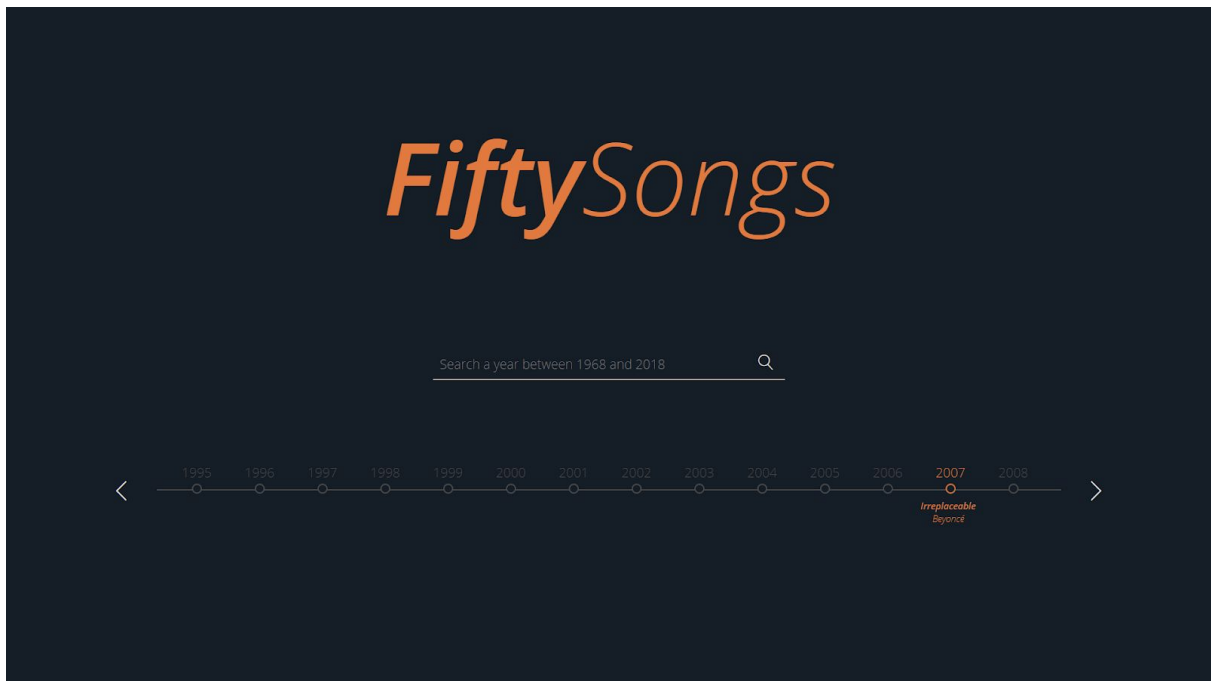 FiftySongs
Search a year between 1968 and 2018
1995 1996 1997 1998 1999 2000 2001 2002 2003 2004 2005 2006 2007 2008
Irreplaceable
Beyoncé